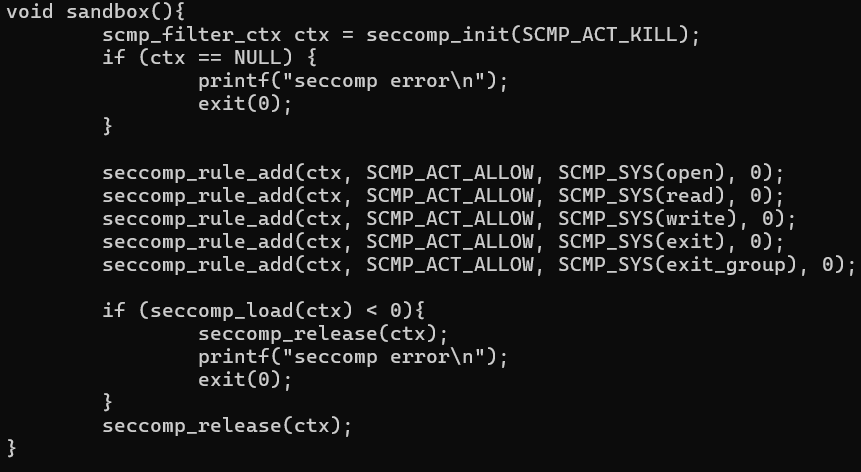 void sandbox(){
        scmp_filter_ctx ctx = seccomp_init(SCMP_ACT_KILL);
        if (ctx == NULL) {
                printf("seccomp error\n");
                exit(0);
        }

        seccomp_rule_add(ctx, SCMP_ACT_ALLOW, SCMP_SYS(open), 0);
        seccomp_rule_add(ctx, SCMP_ACT_ALLOW, SCMP_SYS(read), 0);
        seccomp_rule_add(ctx, SCMP_ACT_ALLOW, SCMP_SYS(write), 0);
        seccomp_rule_add(ctx, SCMP_ACT_ALLOW, SCMP_SYS(exit), 0);
        seccomp_rule_add(ctx, SCMP_ACT_ALLOW, SCMP_SYS(exit_group), 0);

        if (seccomp_load(ctx) < 0){
                seccomp_release(ctx);
                printf("seccomp error\n");
                exit(0);
        }
        seccomp_release(ctx);
}